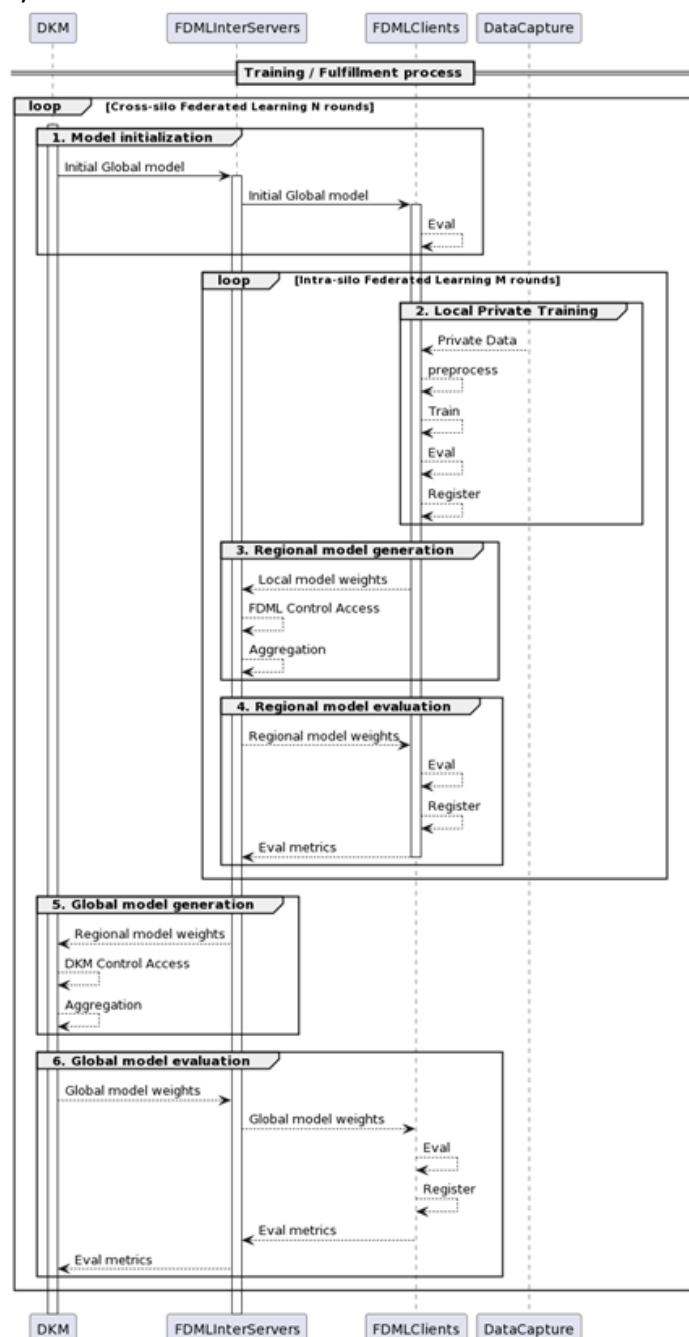 DKM FDMLInterServers FDMLClients DataCapture
Training / Fulfillment process
loop [Cross-silo Federated Learning N rounds]
1. Model initialization
Initial Global model
Initial Global model
Eval
loop [Intra-silo Federated Learning M rounds]
2. Local Private Training
Private Data
preprocess
Train
Eval
Register
3. Regional model generation
Local model weights
FDML Control Access
Aggregation
4. Regional model evaluation
Regional model weights
Eval
Register
Eval metrics
5. Global model generation
Regional model weights
DKM Control Access
Aggregation
6. Global model evaluation
Global model weights
Global model weights
Eval
Register
Eval metrics
Eval metrics
DKM FDMLInterServers FDMLClients DataCapture